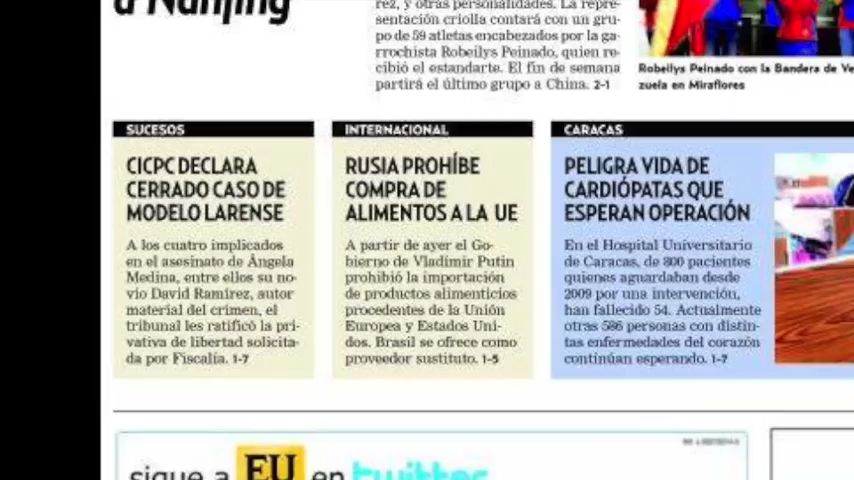 a Nanjing
rez, y otras personalidades. La repre-
sentación criolla contará con un gru-
po de 59 atletas encabezados por la ga-
rrochista Robeilys Peinado, quien re-
cibió el estandarte. El fin de semana
partirá el último grupo a China. 2-1
Robeilys Peinado con la Bandera de Ve
zuela en Miraflores
SUCESOS
CICPC DECLARA
CERRADO CASO DE
MODELO LARENSE
A los cuatro implicados
en el asesinato de Ángela
Medina, entre ellos su no-
vio David Ramírez, autor
material del crimen, el
tribunal les ratificó la pri-
vativa de libertad solicita-
da por Fiscalía. 1-7
INTERNACIONAL
RUSIA PROHÍBE
COMPRA DE
ALIMENTOS A LA UE
A partir de ayer el Go-
bierno de Vladimir Putin
prohibió la importación
de productos alimenticios
procedentes de la Unión
Europea y Estados Uni-
dos. Brasil se ofrece como
proveedor sustituto. 1-5
CARACAS
PELIGRA VIDA DE
CARDIÓPATAS QUE
ESPERAN OPERACIÓN
En el Hospital Universitario
de Caracas, de 800 pacientes
quienes aguardaban desde
2009 por una intervención,
han fallecido 54. Actualmente
otras 586 personas con distin-
tas enfermedades del corazón
continúan esperando. 1-7
sigue a EU en twitter